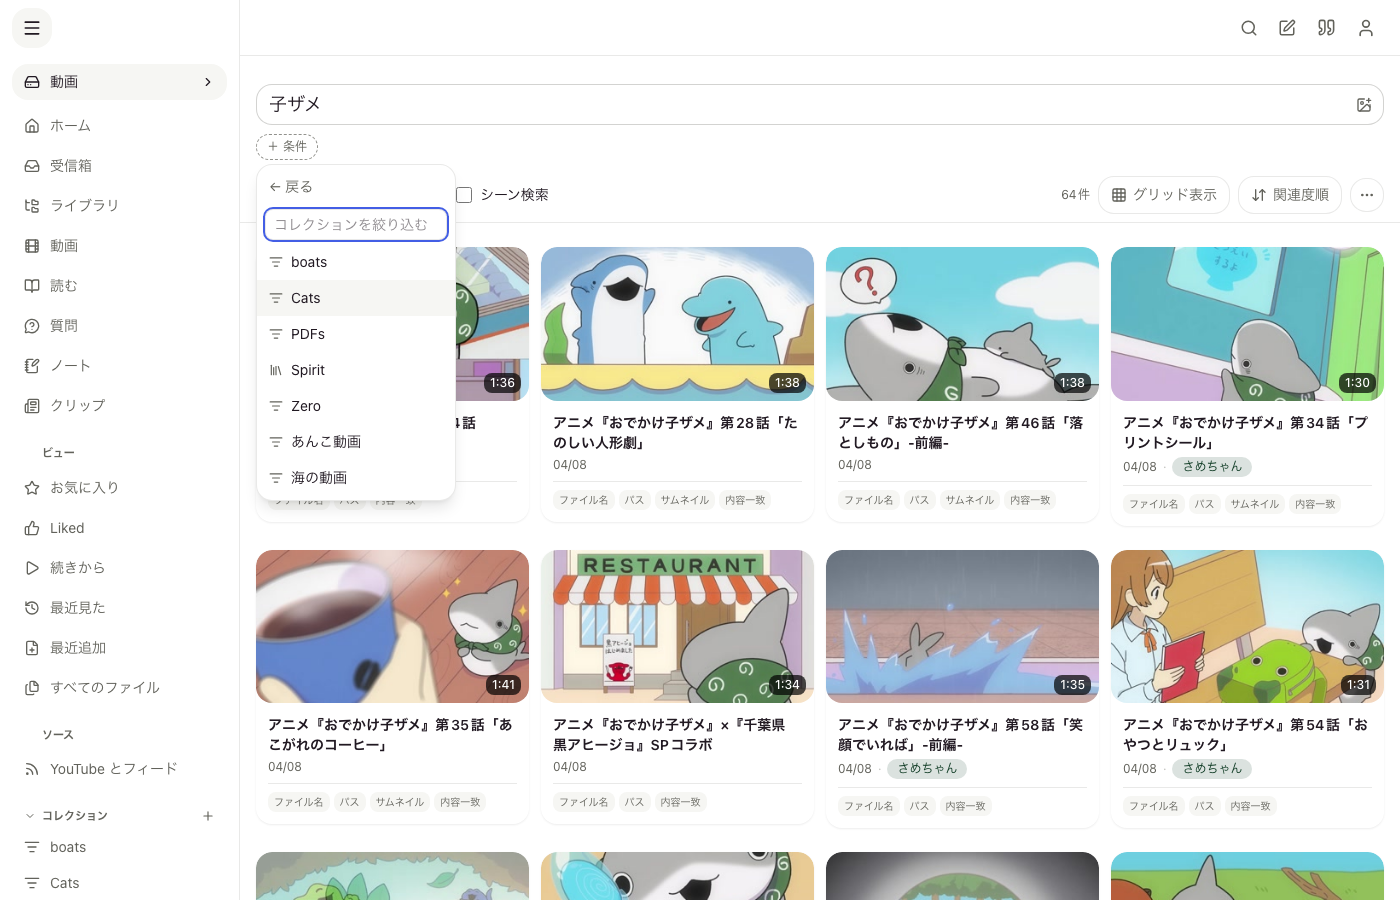 動画
ホーム
受信箱
ライブラリ
動画
読む
質問
ノート
クリップ
ビュー
お気に入り
Liked
続きから
最近見た
最近追加
すべてのファイル
ソース
YouTube とフィード
コレクション
boats
Cats
子ザメ
条件
戻る
コレクションを絞り込む
boats
Cats
PDFs
Spirit
Zero
あんこ動画
海の動画
シーン検索
64件
グリッド表示
関連度順
1:36
4話
1:38
アニメ『おでかけ子ザメ』第28話「た
のしい人形劇」
04/08
ファイル名 パス サムネイル 内容一致
?
1:38
アニメ『おでかけ子ザメ』第46話「落
としもの」-前編-
04/08
ファイル名 パス サムネイル 内容一致
するよ
1:30
アニメ『おでかけ子ザメ』第34話「プ
リントシール」
04/08 · さめちゃん
ファイル名 パス サムネイル 内容一致
1:41
アニメ『おでかけ子ザメ』第35話「あ
こがれのコーヒー」
04/08
ファイル名 パス サムネイル 内容一致
RESTAURANT
黒アヒージョ
はじめました
1:34
アニメ『おでかけ子ザメ』×『千葉県
黒アヒージョ』SPコラボ
04/08
ファイル名 パス 内容一致
1:35
アニメ『おでかけ子ザメ』第58話「笑
顔でいれば」-前編-
04/08 · さめちゃん
ファイル名 パス 内容一致
1:31
アニメ『おでかけ子ザメ』第54話「お
やつとリュック」
04/08 · さめちゃん
ファイル名 パス 内容一致